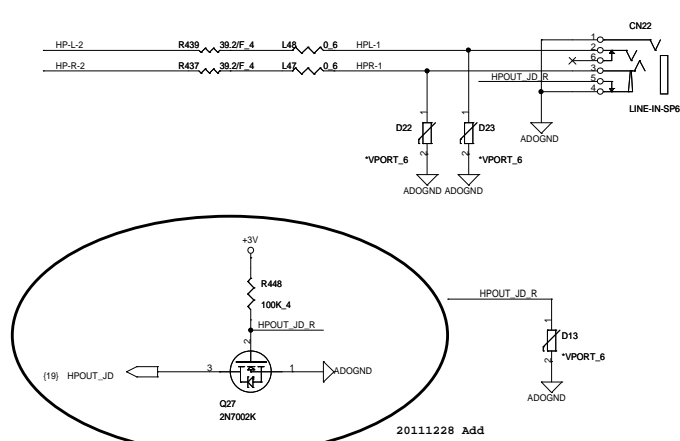 CN22
HP-L-2 R439 39.2/F_4 L48 0_6 HPL-1 1
2
6
HP-R-2 R437 39.2/F_4 L47 0_6 HPR-1 3
HPOUT_JD_R 5
4
LINE-IN-SP6
1 1
D22 D23 ADOGND
2 2
*VPORT_6 *VPORT_6
ADOGND ADOGND
+3V
R448
100K_4
HPOUT_JD_R HPOUT_JD_R
2 1
D13
*VPORT_6
{19} HPOUT_JD 3 1 ADOGND 2
ADOGND
Q27
2N7002K
20111228 Add